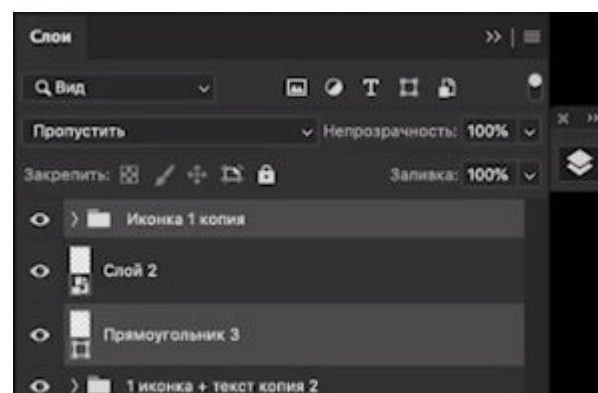 Слои
Вид
Пропустить Непрозрачность: 100%
Закрепить: Заливка: 100%
Иконка 1 копия
Слой 2
Прямоугольник 3
1 иконка + текст копия 2